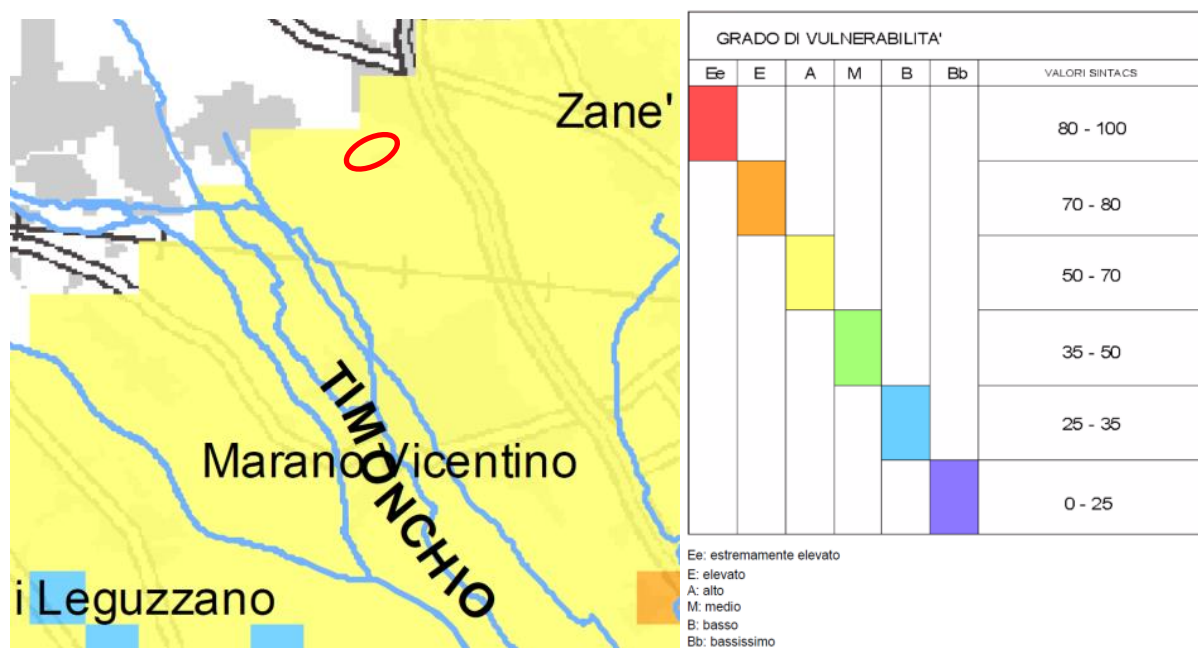 Zane'
TIMONCHIO
Marano Vicentino
i Leguzzano
GRADO DI VULNERABILITA'
Ee E A M B Bb VALORI SINTACS
80 - 100
70 - 80
50 - 70
35 - 50
25 - 35
0 - 25
Ee: estremamente elevato
E: elevato
A: alto
M: medio
B: basso
Bb: bassissimo